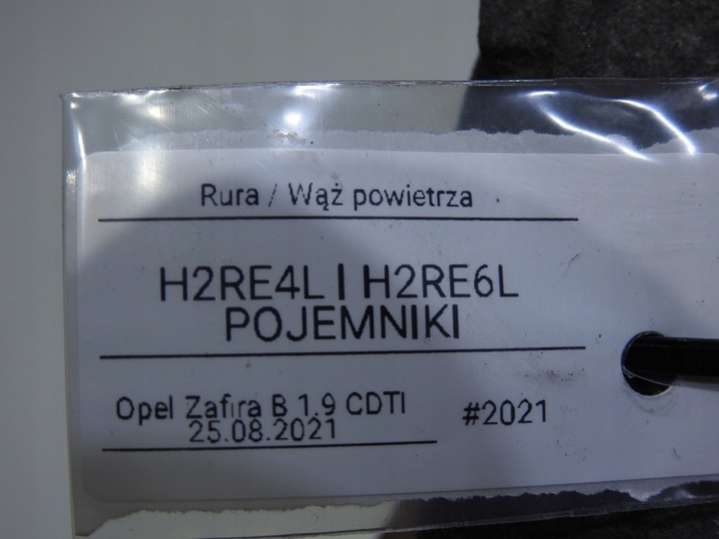 Rura / Wąż powietrza
H2RE4L I H2RE6L
POJEMNIKI
Opel Zafira B 1.9 CDTI
25.08.2021
#2021